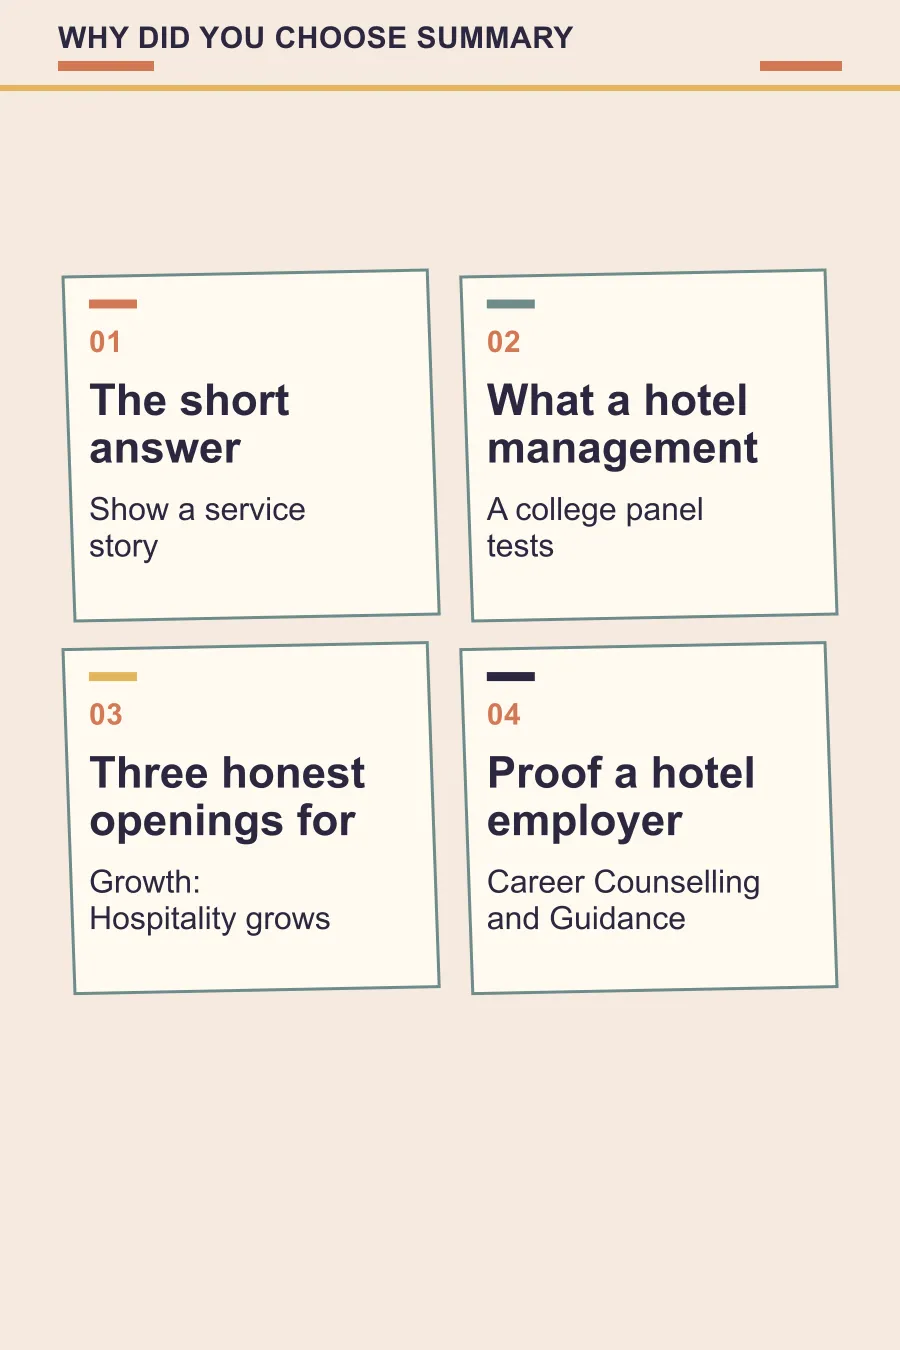 WHY DID YOU CHOOSE SUMMARY
01
The short
answer
Show a service
story
02
What a hotel
management
A college panel
tests
03
Three honest
openings for
Growth:
Hospitality grows
04
Proof a hotel
employer
Career Counselling
and Guidance